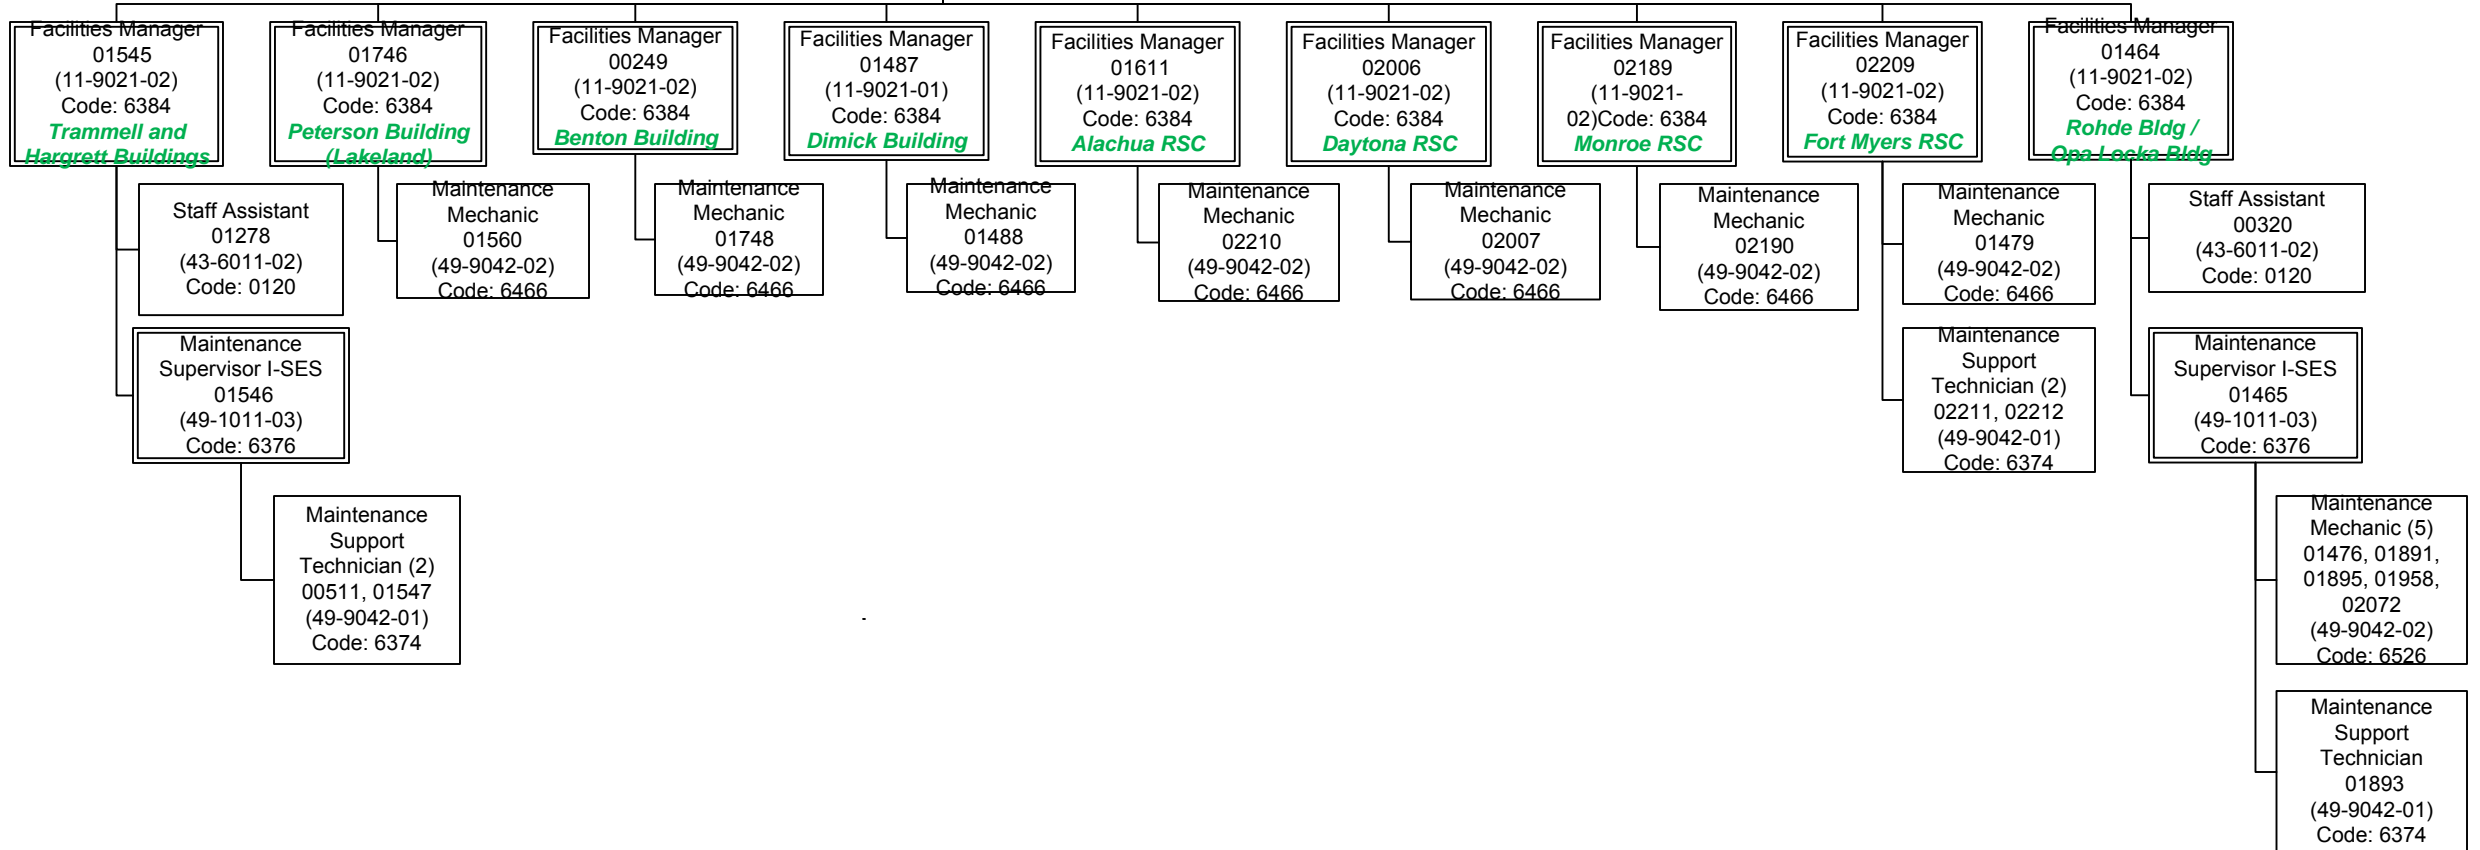 Facilities Manager
01545
(11-9021-02)
Code: 6384
Trammell and
Hargrett Buildings
Facilities Manager
01746
(11-9021-02)
Code: 6384
Peterson Building
(Lakeland)
Facilities Manager
00249
(11-9021-02)
Code: 6384
Benton Building
Facilities Manager
01487
(11-9021-01)
Code: 6384
Dimick Building
Facilities Manager
01611
(11-9021-02)
Code: 6384
Alachua RSC
Facilities Manager
02006
(11-9021-02)
Code: 6384
Daytona RSC
Facilities Manager
02189
(11-9021-
02)Code: 6384
Monroe RSC
Facilities Manager
02209
(11-9021-02)
Code: 6384
Fort Myers RSC
Facilities Manager
01464
(11-9021-02)
Code: 6384
Rohde Bldg /
Opa Locka Bldg
Staff Assistant
01278
(43-6011-02)
Code: 0120
Maintenance
Mechanic
01560
(49-9042-02)
Code: 6466
Maintenance
Mechanic
01748
(49-9042-02)
Code: 6466
Maintenance
Mechanic
01488
(49-9042-02)
Code: 6466
Maintenance
Mechanic
02210
(49-9042-02)
Code: 6466
Maintenance
Mechanic
02007
(49-9042-02)
Code: 6466
Maintenance
Mechanic
02190
(49-9042-02)
Code: 6466
Maintenance
Mechanic
01479
(49-9042-02)
Code: 6466
Staff Assistant
00320
(43-6011-02)
Code: 0120
Maintenance
Supervisor I-SES
01546
(49-1011-03)
Code: 6376
Maintenance
Support
Technician (2)
02211, 02212
(49-9042-01)
Code: 6374
Maintenance
Supervisor I-SES
01465
(49-1011-03)
Code: 6376
Maintenance
Support
Technician (2)
00511, 01547
(49-9042-01)
Code: 6374
Maintenance
Mechanic (5)
01476, 01891,
01895, 01958,
02072
(49-9042-02)
Code: 6526
Maintenance
Support
Technician
01893
(49-9042-01)
Code: 6374